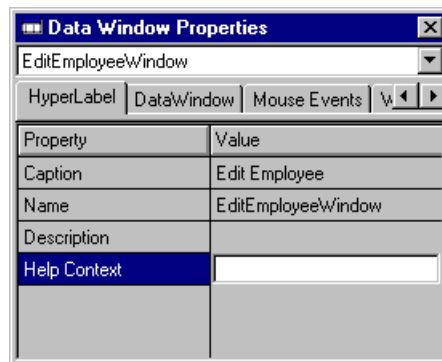 Data Window Properties
EditEmployeeWindow
HyperLabel DataWindow Mouse Events
Property Value
Caption Edit Employee
Name EditEmployeeWindow
Description
Help Context